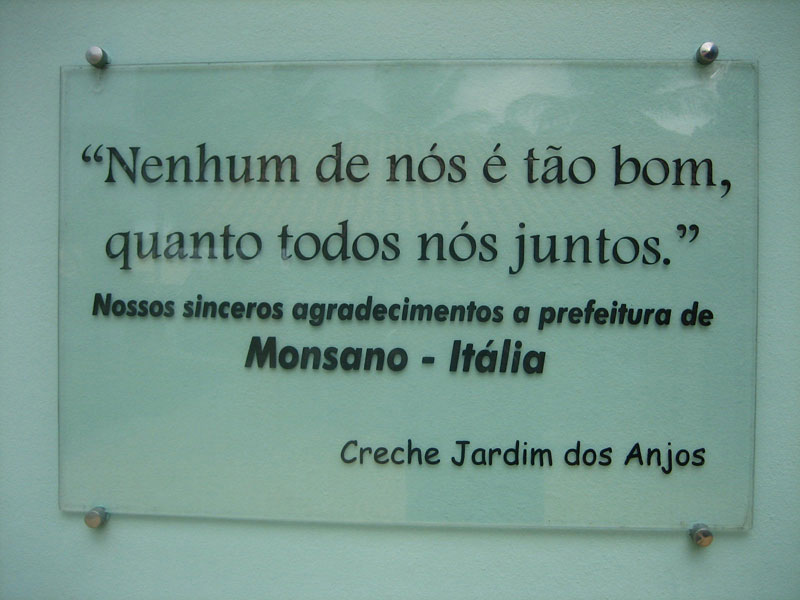 “Nenhum de nós é tão bom,
quanto todos nós juntos.”
Nossos sinceros agradecimentos a prefeitura de
Monsano - Itália
Creche Jardim dos Anjos